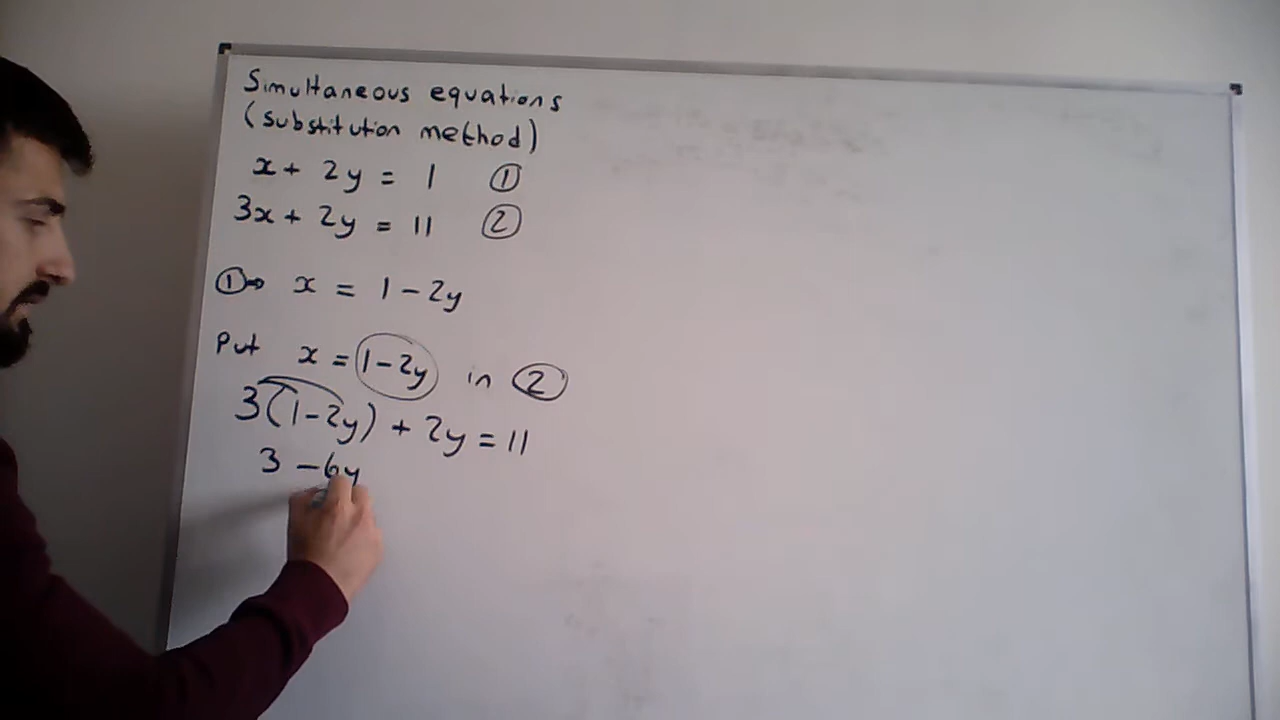 Simultaneous equations
(substitution method)
x + 2y = 1 ①
3x + 2y = 11 ②
①⇒ x = 1 - 2y
Put x = 1 - 2y in ②
3(1 - 2y) + 2y = 11
3 - 6y